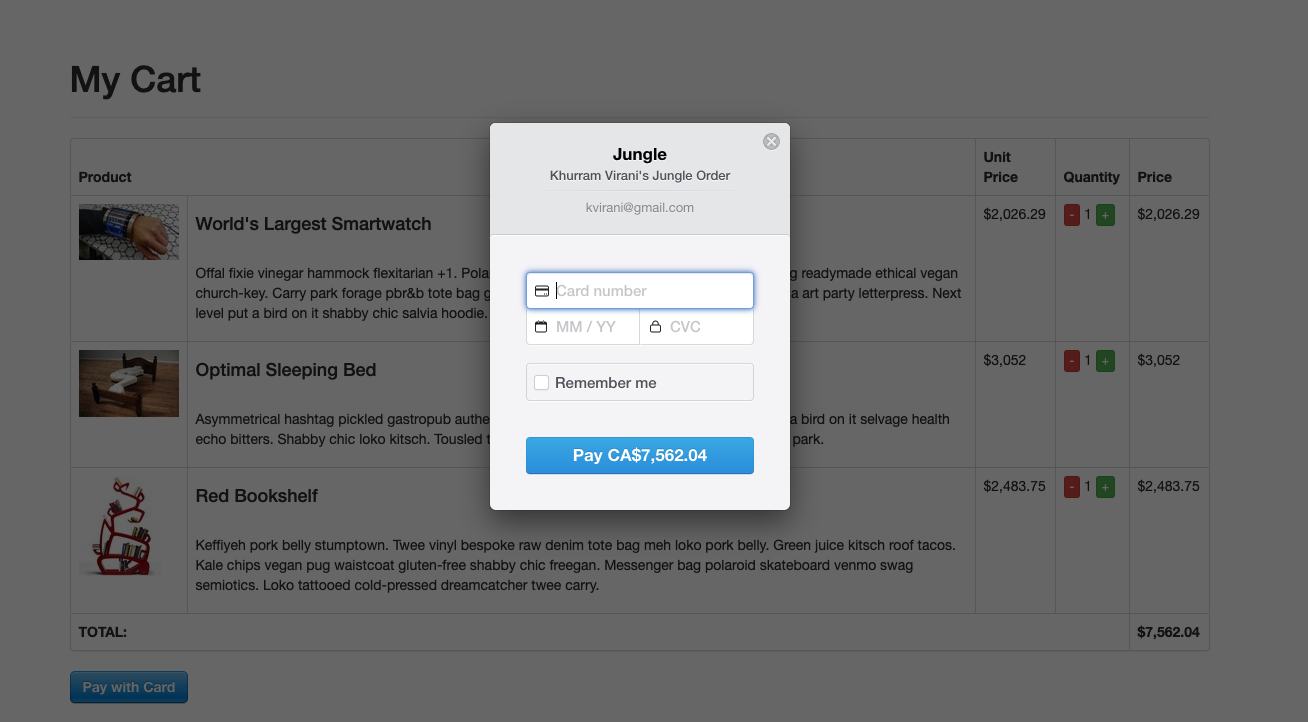 My Cart
Product
Unit
Price
Quantity
Price
World's Largest Smartwatch
$2,026.29
- 1 +
$2,026.29
Offal fixie vinegar hammock flexitarian +1. Pola
g readymade ethical vegan
church-key. Carry park forage pbr&b tote bag g
a art party letterpress. Next
level put a bird on it shabby chic salvia hoodie.
Optimal Sleeping Bed
$3,052
- 1 +
$3,052
Asymmetrical hashtag pickled gastropub authe
a bird on it selvage health
echo bitters. Shabby chic loko kitsch. Tousled t
park.
Red Bookshelf
$2,483.75
- 1 +
$2,483.75
Keffiyeh pork belly stumptown. Twee vinyl bespoke raw denim tote bag meh loko pork belly. Green juice kitsch roof tacos.
Kale chips vegan pug waistcoat gluten-free shabby chic freegan. Messenger bag polaroid skateboard venmo swag
semiotics. Loko tattooed cold-pressed dreamcatcher twee carry.
TOTAL:
$7,562.04
Pay with Card
Jungle
Khurram Virani's Jungle Order
kvirani@gmail.com
Card number
MM / YY
CVC
Remember me
Pay CA$7,562.04